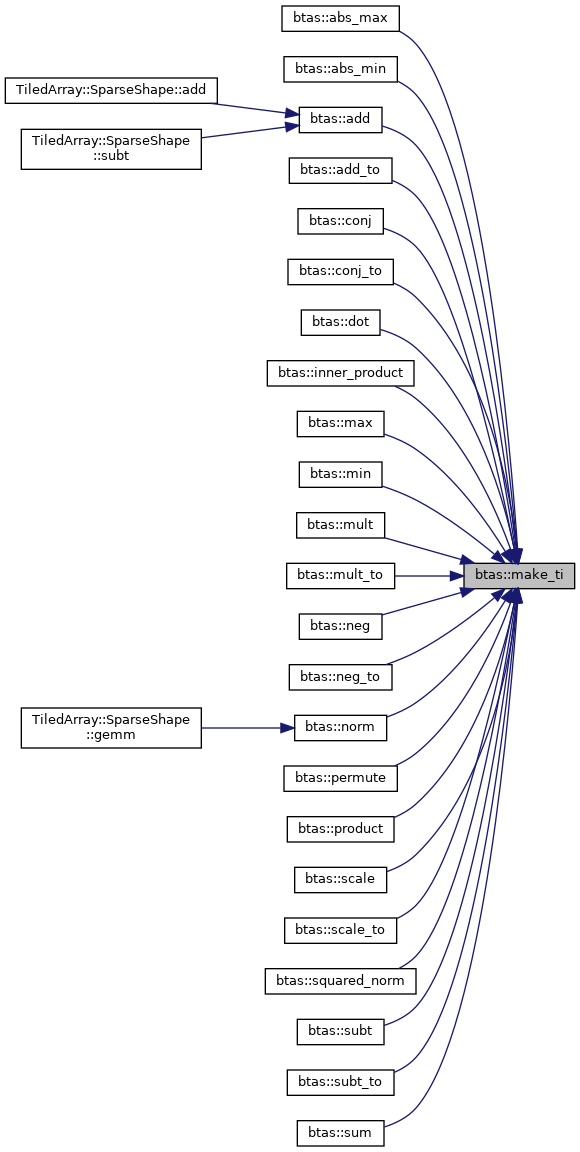 btas::abs_max
btas::abs_min
TiledArray::SparseShape::add
btas::add
TiledArray::SparseShape
::subt
btas::add_to
btas::conj
btas::conj_to
btas::dot
btas::inner_product
btas::max
btas::min
btas::mult
btas::make_ti
btas::mult_to
btas::neg
btas::neg_to
TiledArray::SparseShape
::gemm
btas::norm
btas::permute
btas::product
btas::scale
btas::scale_to
btas::squared_norm
btas::subt
btas::subt_to
btas::sum